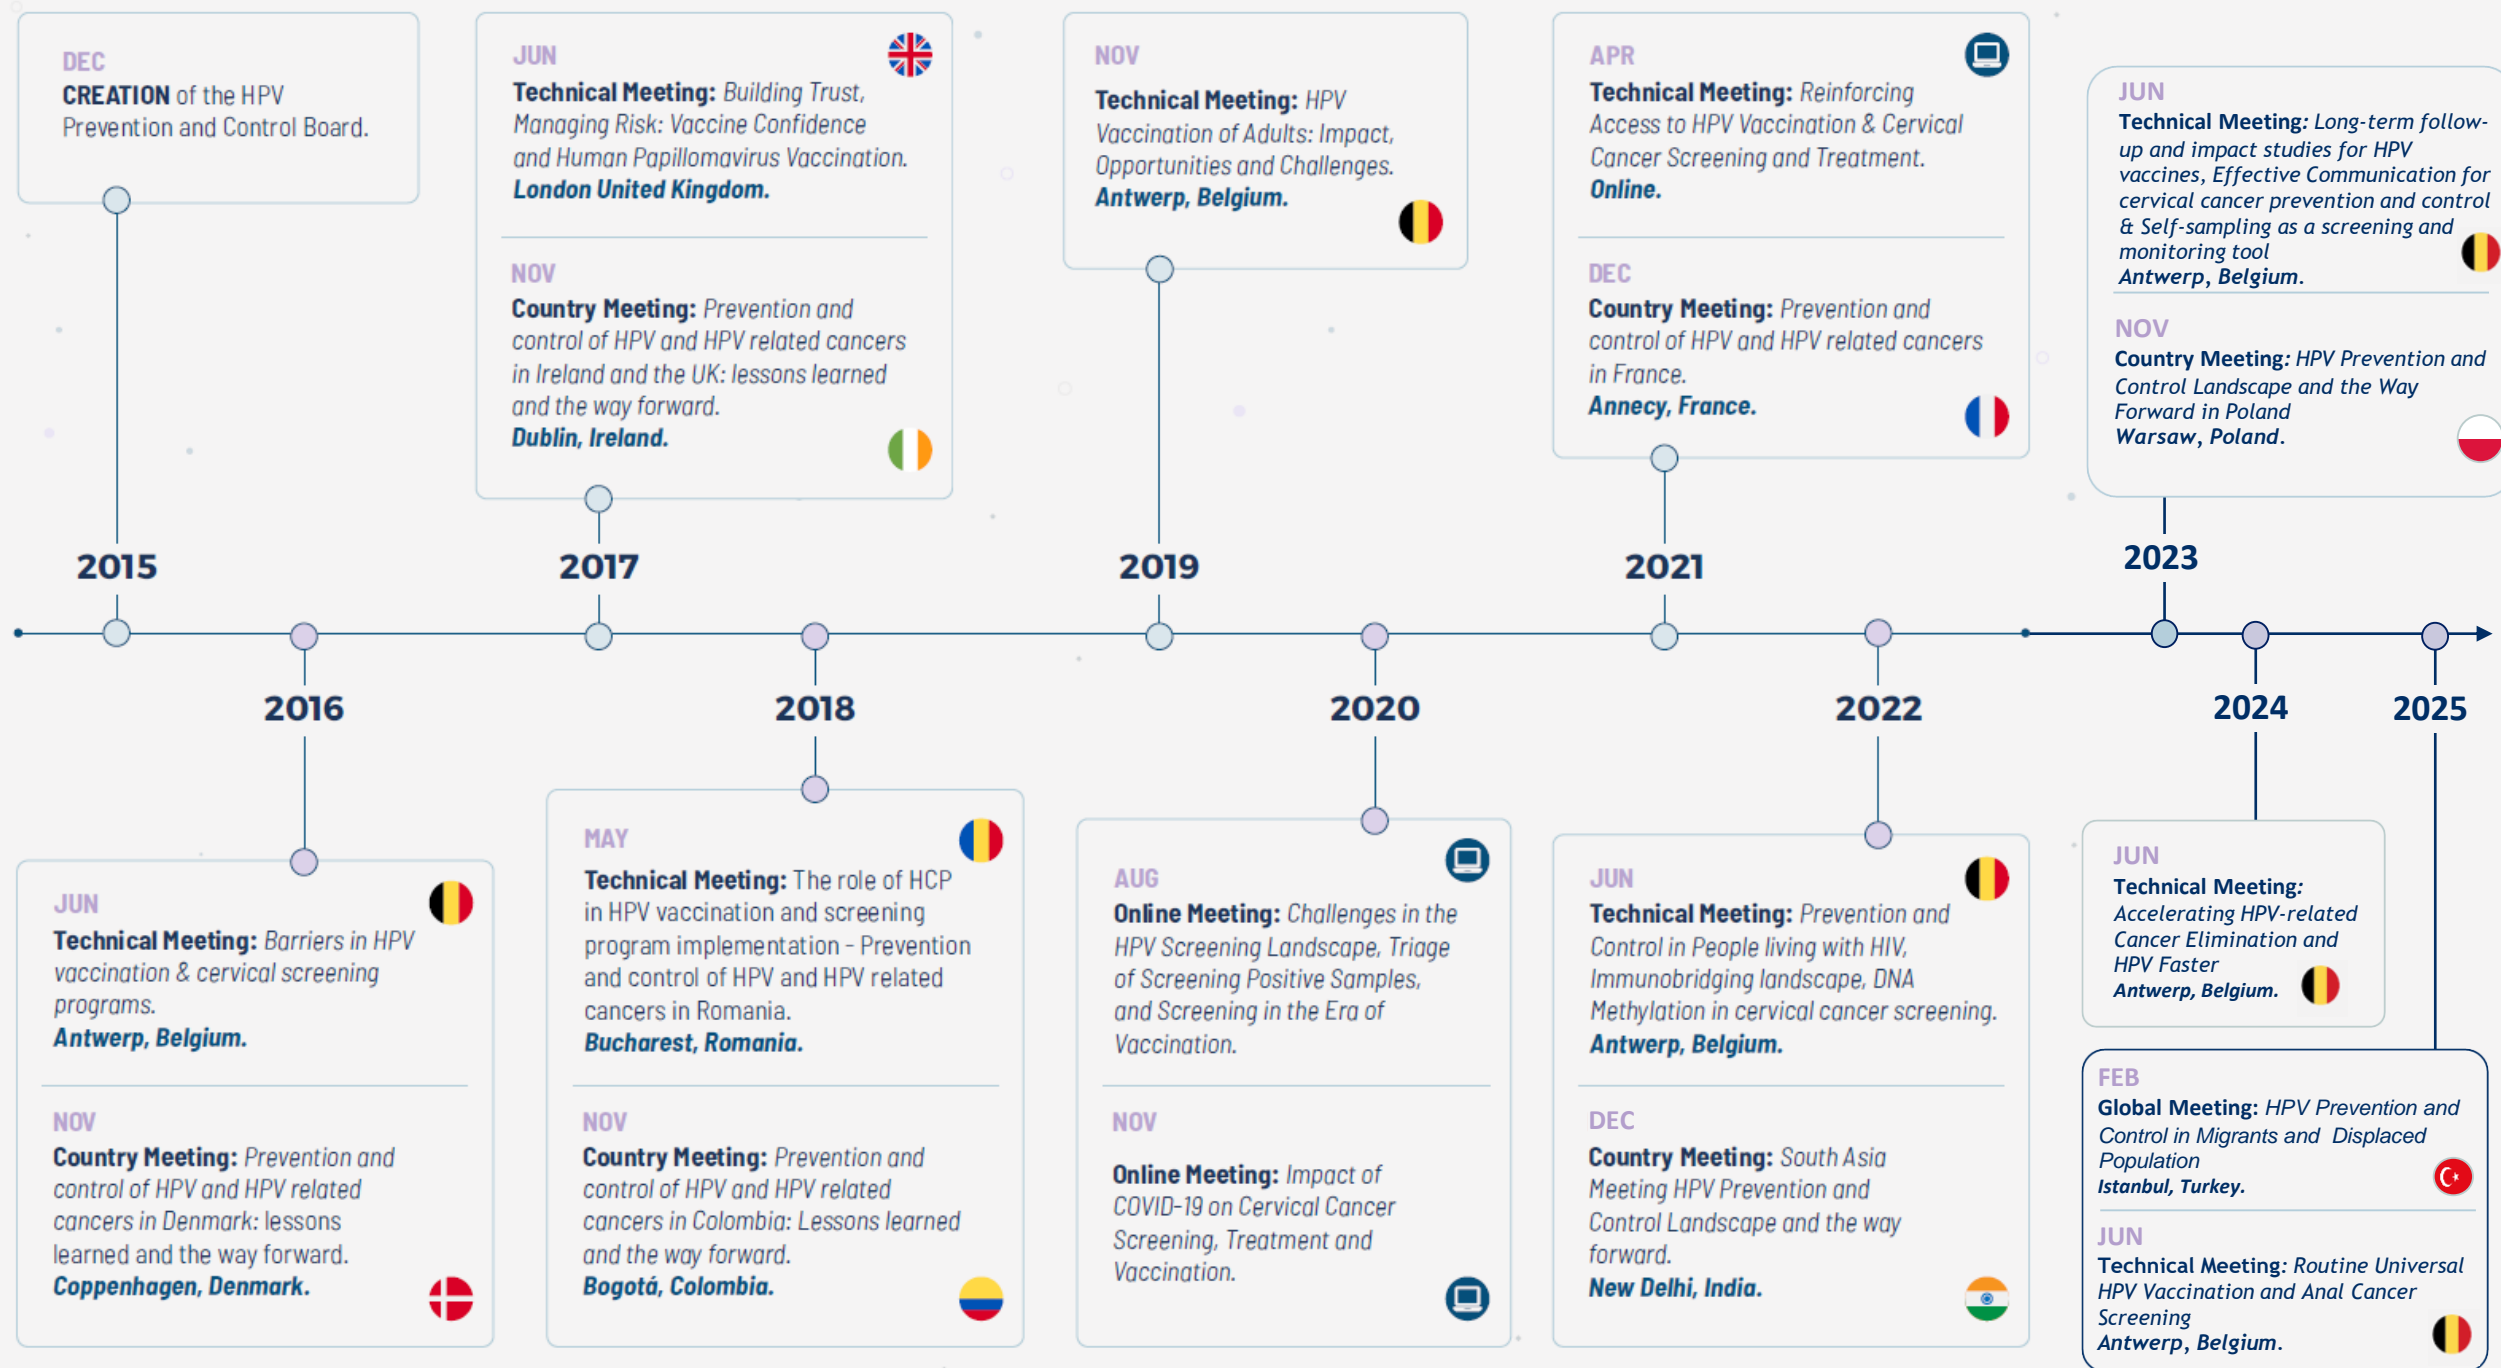 DEC
CREATION of the HPV
Prevention and Control Board.
2015
JUN
Technical Meeting: Barriers in HPV
vaccination & cervical screening
programs.
Antwerp, Belgium.
NOV
Country Meeting: Prevention and
control of HPV and HPV related
cancers in Denmark: lessons
learned and the way forward.
Coppenhagen, Denmark.
2016
JUN
Technical Meeting: Building Trust,
Managing Risk: Vaccine Confidence
and Human Papillomavirus Vaccination.
London United Kingdom.
NOV
Country Meeting: Prevention and
control of HPV and HPV related cancers
in Ireland and the UK: lessons learned
and the way forward.
Dublin, Ireland.
2017
2018
MAY
Technical Meeting: The role of HCP
in HPV vaccination and screening
program implementation - Prevention
and control of HPV and HPV related
cancers in Romania.
Bucharest, Romania.
NOV
Country Meeting: Prevention and
control of HPV and HPV related
cancers in Colombia: Lessons learned
and the way forward.
Bogotá, Colombia.
NOV
Technical Meeting: HPV
Vaccination of Adults: Impact,
Opportunities and Challenges.
Antwerp, Belgium.
2019
2020
AUG
Online Meeting: Challenges in the
HPV Screening Landscape, Triage
of Screening Positive Samples,
and Screening in the Era of
Vaccination.
NOV
Online Meeting: Impact of
COVID-19 on Cervical Cancer
Screening, Treatment and
Vaccination.
APR
Technical Meeting: Reinforcing
Access to HPV Vaccination & Cervical
Cancer Screening and Treatment.
Online.
DEC
Country Meeting: Prevention and
control of HPV and HPV related cancers
in France.
Annecy, France.
2021
2022
JUN
Technical Meeting: Prevention and
Control in People living with HIV,
Immunobridging landscape, DNA
Methylation in cervical cancer screening.
Antwerp, Belgium.
DEC
Country Meeting: South Asia
Meeting HPV Prevention and
Control Landscape and the way
forward.
New Delhi, India.
JUN
Technical Meeting: Long-term follow-
up and impact studies for HPV
vaccines, Effective Communication for
cervical cancer prevention and control
& Self-sampling as a screening and
monitoring tool
Antwerp, Belgium.
NOV
Country Meeting: HPV Prevention and
Control Landscape and the Way
Forward in Poland
Warsaw, Poland.
2023
2024
JUN
Technical Meeting:
Accelerating HPV-related
Cancer Elimination and
HPV Faster
Antwerp, Belgium.
2025
FEB
Global Meeting: HPV Prevention and
Control in Migrants and Displaced
Population
Istanbul, Turkey.
JUN
Technical Meeting: Routine Universal
HPV Vaccination and Anal Cancer
Screening
Antwerp, Belgium.